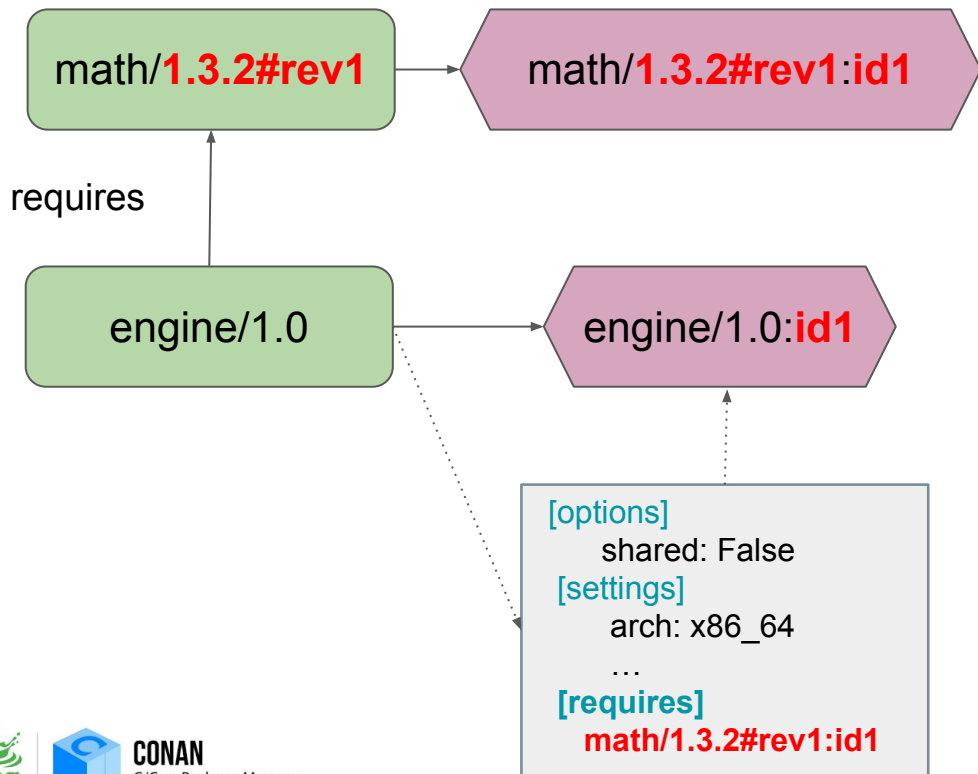 math/1.3.2#rev1
math/1.3.2#rev1:id1
requires
engine/1.0
engine/1.0:id1
[options]
shared: False
[settings]
arch: x86_64
…
[requires]
math/1.3.2#rev1:id1
CONAN